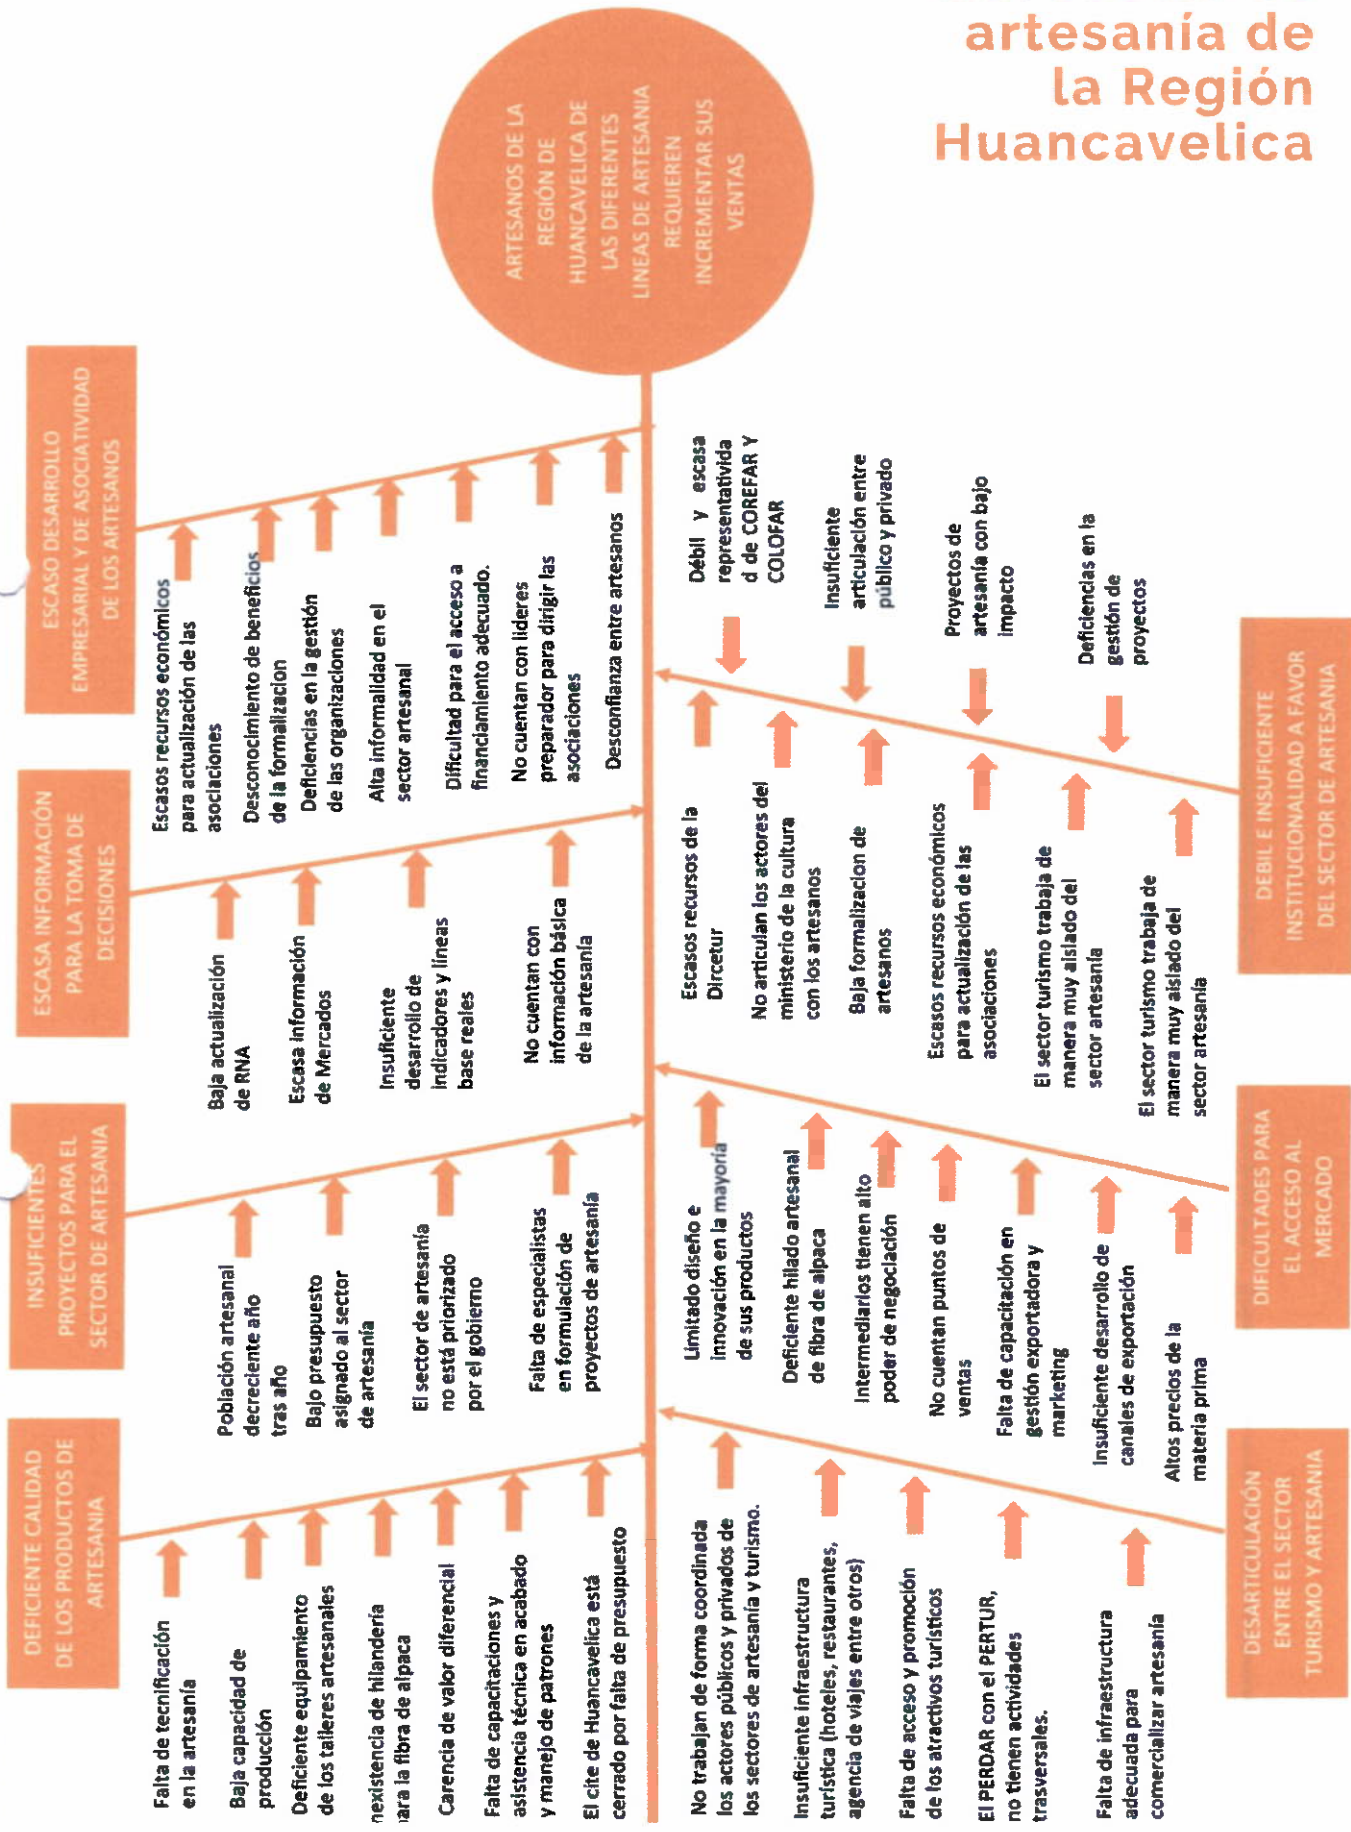 artesanía de
la Región
Huancavelica
DEFICIENTE CALIDAD
DE LOS PRODUCTOS DE
ARTESANIA
Falta de tecnificación
en la artesanía
Baja capacidad de
producción
Deficiente equipamiento
de los talleres artesanales
nexistencia de hilandería
para la fibra de alpaca
Carencia de valor diferencial
Falta de capacitaciones y
asistencia técnica en acabado
y manejo de patrones
El cite de Huancavelica está
cerrado por falta de presupuesto
INSUFICIENTES
PROYECTOS PARA EL
SECTOR DE ARTESANIA
Población artesanal
decreciente año
tras año
Bajo presupuesto
asignado al sector
de artesanía
El sector de artesanía
no está priorizado
por el gobierno
Falta de especialistas
en formulación de
proyectos de artesanía
ESCASA INFORMACIÓN
PARA LA TOMA DE
DECISIONES
Baja actualización
de RNA
Escasa información
de Mercados
Insuficiente
desarrollo de
indicadores y líneas
base reales
No cuentan con
información básica
de la artesanía
ESCASO DESARROLLO
EMPRESARIAL Y DE ASOCIATIVIDAD
DE LOS ARTESANOS
Escasos recursos económicos
para actualización de las
asociaciones
Desconocimiento de beneficios
de la formalizacion
Deficiencias en la gestión
de las organizaciones
Alta informalidad en el
sector artesanal
Dificultad para el acceso a
financiamiento adecuado.
No cuentan con lideres
preparador para dirigir las
asociaciones
Desconfianza entre artesanos
ARTESANOS DE LA
REGIÓN DE
HUANCAVELICA DE
LAS DIFERENTES
LINEAS DE ARTESANIA
REQUIEREN
INCREMENTAR SUS
VENTAS
No trabajan de forma coordinada
los actores públicos y privados de
los sectores de artesanía y turismo.
Insuficiente infraestructura
turística (hoteles, restaurantes,
agencia de viajes entre otros)
Falta de acceso y promoción
de los atractivos turísticos
El PERDAR con el PERTUR,
no tienen actividades
trasversales.
Falta de infraestructura
adecuada para
comercializar artesanía
DESARTICULACIÓN
ENTRE EL SECTOR
TURISMO Y ARTESANIA
Limitado diseño e
innovación en la mayoría
de sus productos
Deficiente hilado artesanal
de fibra de alpaca
Intermediarios tienen alto
poder de negociación
No cuentan puntos de
ventas
Falta de capacitación en
gestión exportadora y
marketing
Insuficiente desarrollo de
canales de exportación
Altos precios de la
materia prima
DIFICULTADES PARA
EL ACCESO AL
MERCADO
Escasos recursos de la
Dircetur
No articulan los actores del
ministerio de la cultura
con los artesanos
Baja formalizacion de
artesanos
Escasos recursos económicos
para actualización de las
asociaciones
El sector turismo trabaja de
manera muy aislado del
sector artesanía
El sector turismo trabaja de
manera muy aislado del
sector artesanía
Débil y escasa
representativida
d de COREFAR Y
COLOFAR
Insuficiente
articulación entre
público y privado
Proyectos de
artesanía con bajo
impacto
Deficiencias en la
gestión de
proyectos
DEBIL E INSUFICIENTE
INSTITUCIONALIDAD A FAVOR
DEL SECTOR DE ARTESANIA